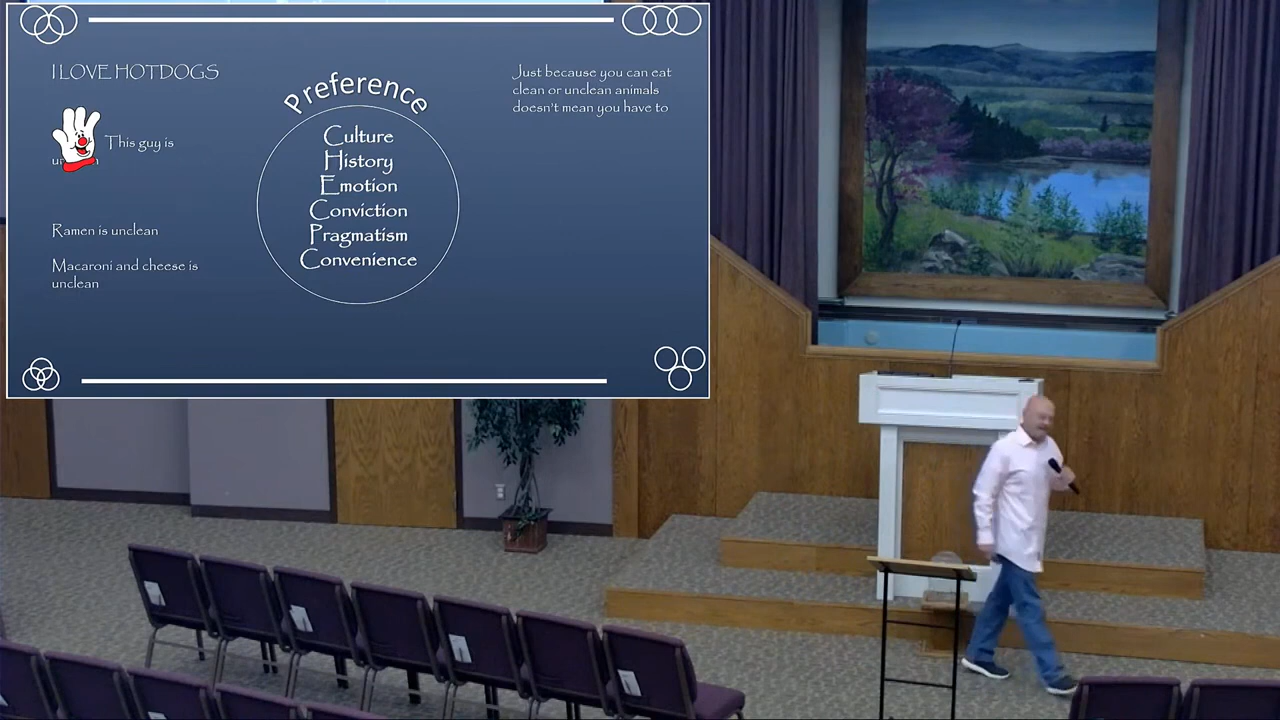 I LOVE HOTDOGS
This guy is
Ramen is unclean
Macaroni and cheese is
unclean
Preference
Culture
History
Emotion
Conviction
Pragmatism
Convenience
Just because you can eat
clean or unclean animals
doesn't mean you have to